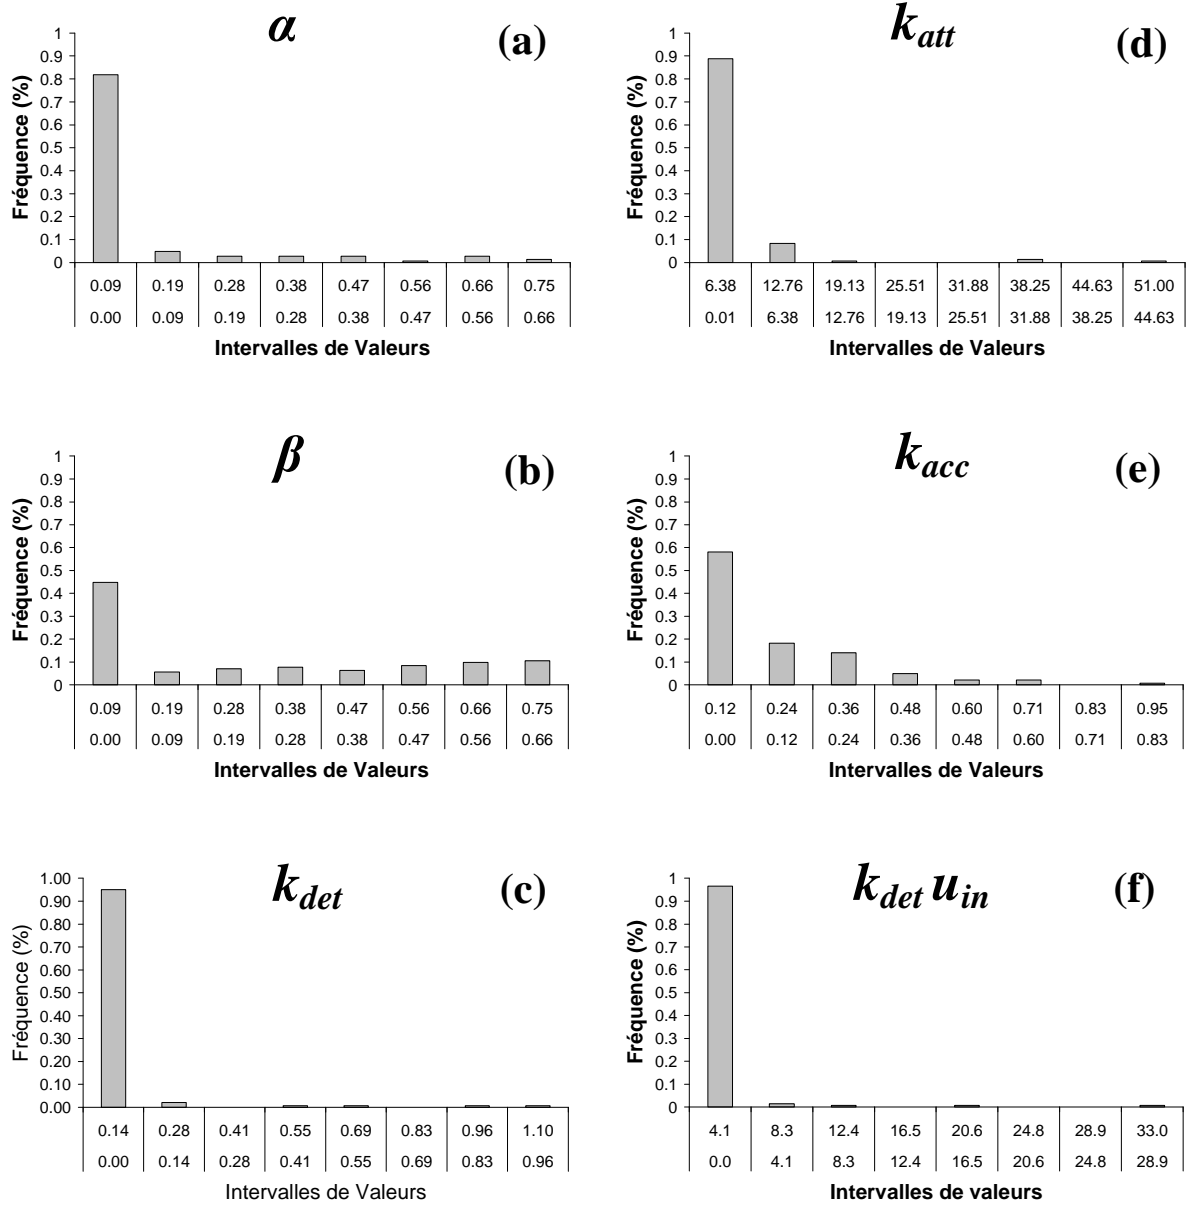 α
(a)
Fréquence (%)
1
0.9
0.8
0.7
0.6
0.5
0.4
0.3
0.2
0.1
0
0.09 0.19 0.28 0.38 0.47 0.56 0.66 0.75
0.00 0.09 0.19 0.28 0.38 0.47 0.56 0.66
Intervalles de Valeurs
k_att
(d)
Fréquence (%)
1
0.9
0.8
0.7
0.6
0.5
0.4
0.3
0.2
0.1
0
6.38 12.76 19.13 25.51 31.88 38.25 44.63 51.00
0.01 6.38 12.76 19.13 25.51 31.88 38.25 44.63
Intervalles de Valeurs
β
(b)
Fréquence (%)
1
0.9
0.8
0.7
0.6
0.5
0.4
0.3
0.2
0.1
0
0.09 0.19 0.28 0.38 0.47 0.56 0.66 0.75
0.00 0.09 0.19 0.28 0.38 0.47 0.56 0.66
Intervalles de Valeurs
k_acc
(e)
Fréquence (%)
1
0.9
0.8
0.7
0.6
0.5
0.4
0.3
0.2
0.1
0
0.12 0.24 0.36 0.48 0.60 0.71 0.83 0.95
0.00 0.12 0.24 0.36 0.48 0.60 0.71 0.83
Intervalles de Valeurs
k_det
(c)
Fréquence (%)
1.00
0.90
0.80
0.70
0.60
0.50
0.40
0.30
0.20
0.10
0.00
0.14 0.28 0.41 0.55 0.69 0.83 0.96 1.10
0.00 0.14 0.28 0.41 0.55 0.69 0.83 0.96
Intervalles de Valeurs
k_det u_in
(f)
Fréquence (%)
1
0.9
0.8
0.7
0.6
0.5
0.4
0.3
0.2
0.1
0
4.1 8.3 12.4 16.5 20.6 24.8 28.9 33.0
0.0 4.1 8.3 12.4 16.5 20.6 24.8 28.9
Intervalles de valeurs